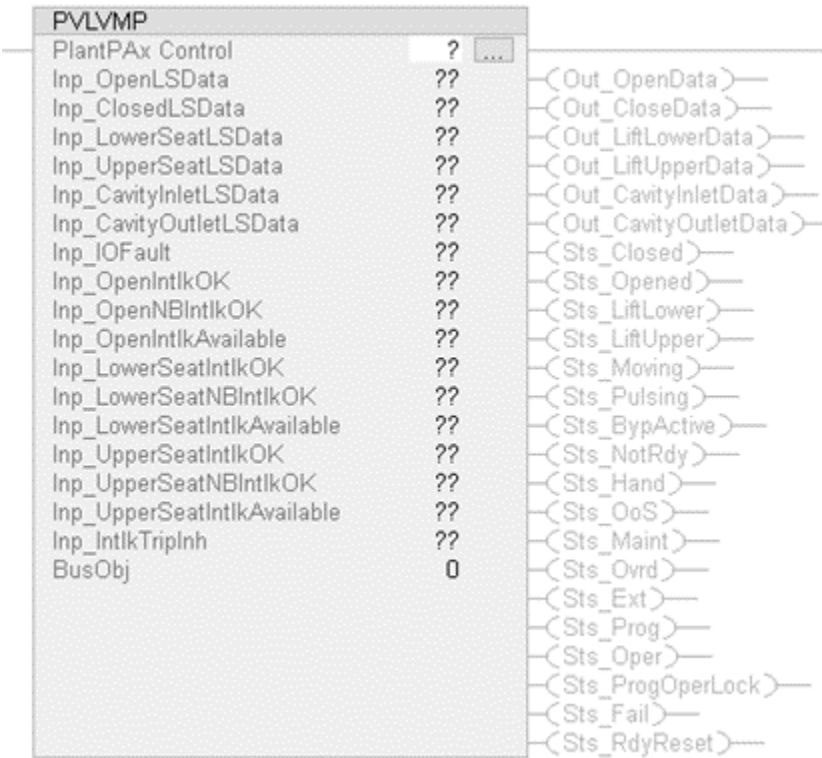 PVLVMP
PlantPAx Control ? ...
Inp_OpenLSData ?? Out_OpenData
Inp_ClosedLSData ?? Out_CloseData
Inp_LowerSeatLSData ?? Out_LiftLowerData
Inp_UpperSeatLSData ?? Out_LiftUpperData
Inp_CavityInletLSData ?? Out_CavityInletData
Inp_CavityOutletLSData ?? Out_CavityOutletData
Inp_IOFault ?? Sts_Closed
Inp_OpenIntlkOK ?? Sts_Opened
Inp_OpenNBIntlkOK ?? Sts_LiftLower
Inp_OpenIntlkAvailable ?? Sts_LiftUpper
Inp_LowerSeatIntlkOK ?? Sts_Moving
Inp_LowerSeatNBIntlkOK ?? Sts_Pulsing
Inp_LowerSeatIntlkAvailable ?? Sts_BypActive
Inp_UpperSeatIntlkOK ?? Sts_NotRdy
Inp_UpperSeatNBIntlkOK ?? Sts_Hand
Inp_UpperSeatIntlkAvailable ?? Sts_OoS
Inp_IntlkTripInh ?? Sts_Maint
BusObj 0 Sts_Ovrd
Sts_Ext
Sts_Prog
Sts_Oper
Sts_ProgOperLock
Sts_Fail
Sts_RdyReset